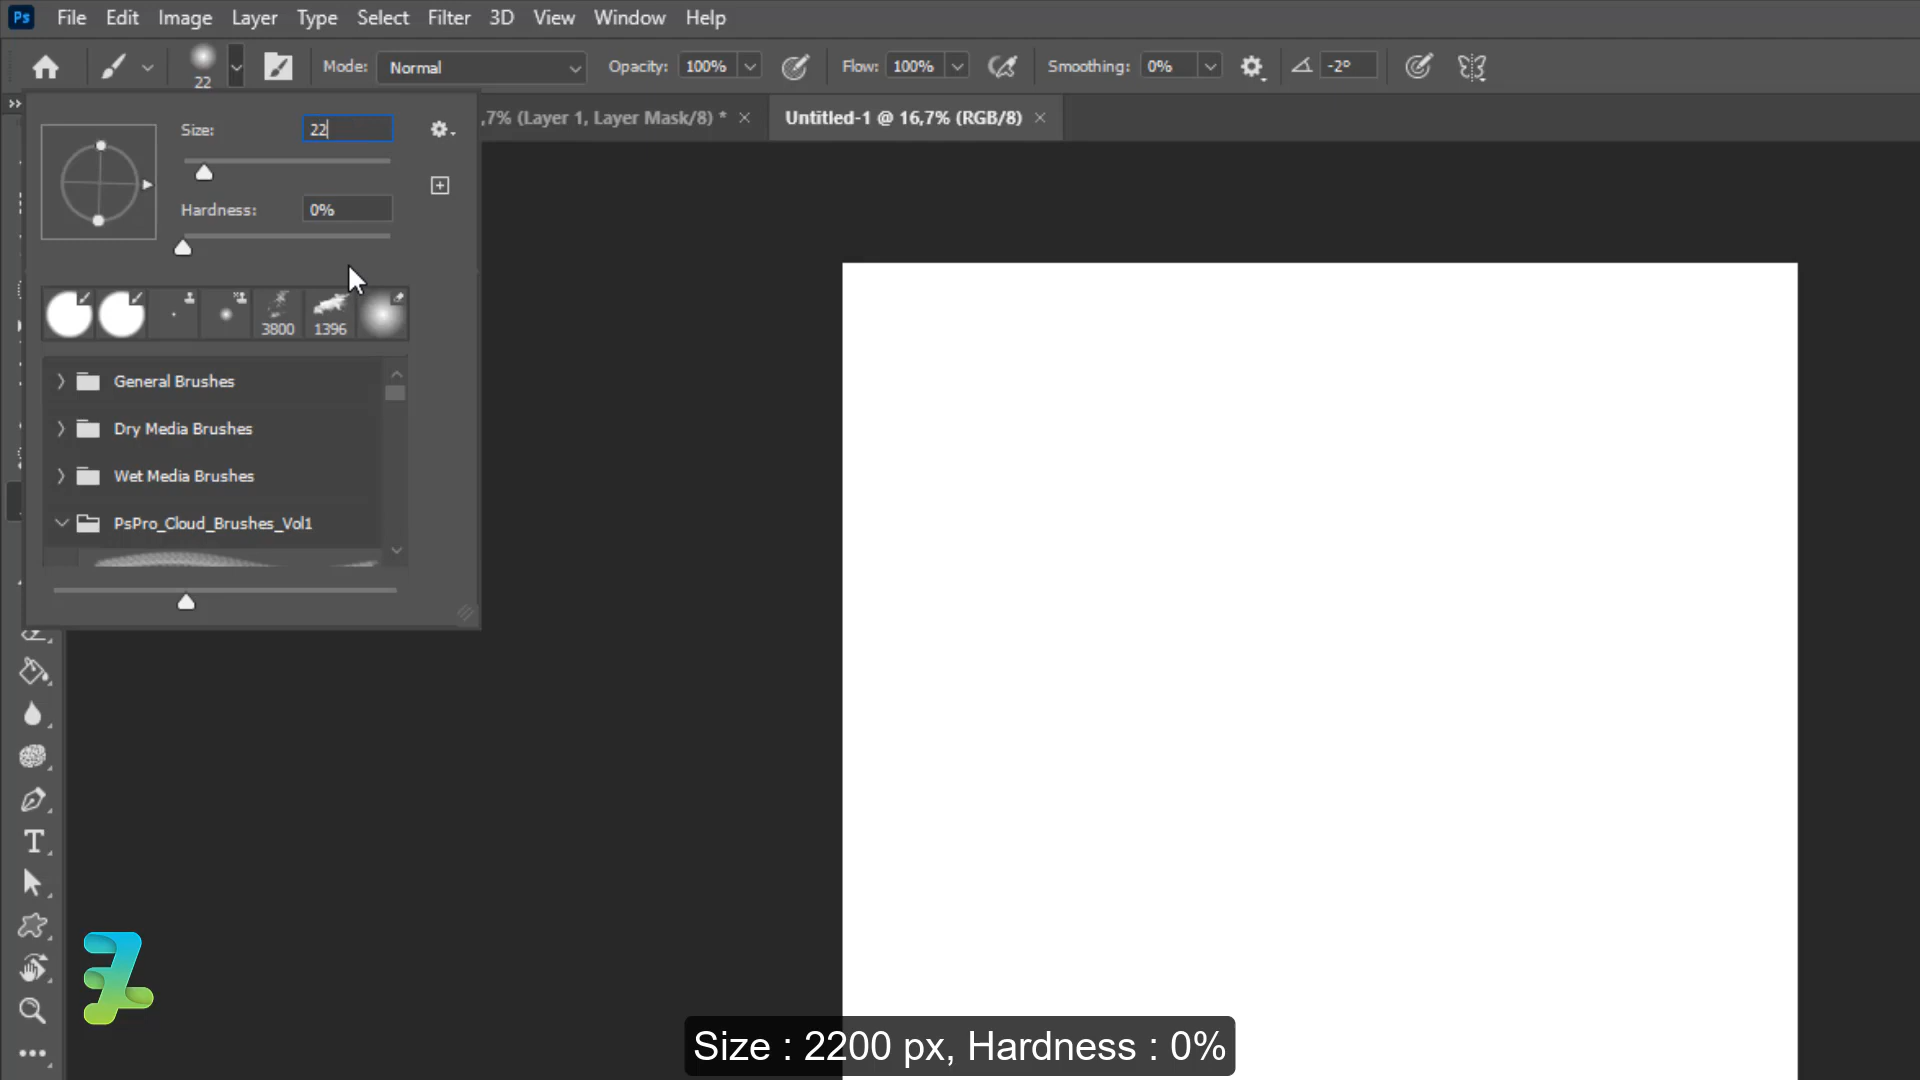 Ps File Edit Image Layer Type Select Filter 3D View Window Help
22 Mode: Normal Opacity: 100% Flow: 100% Smoothing: 0% -2°
,7% (Layer 1, Layer Mask/8) * Untitled-1 @ 16,7% (RGB/8)
Size: 22
Hardness: 0%
3800 1396
General Brushes
Dry Media Brushes
Wet Media Brushes
PsPro_Cloud_Brushes_Vol1
Size : 2200 px, Hardness : 0%